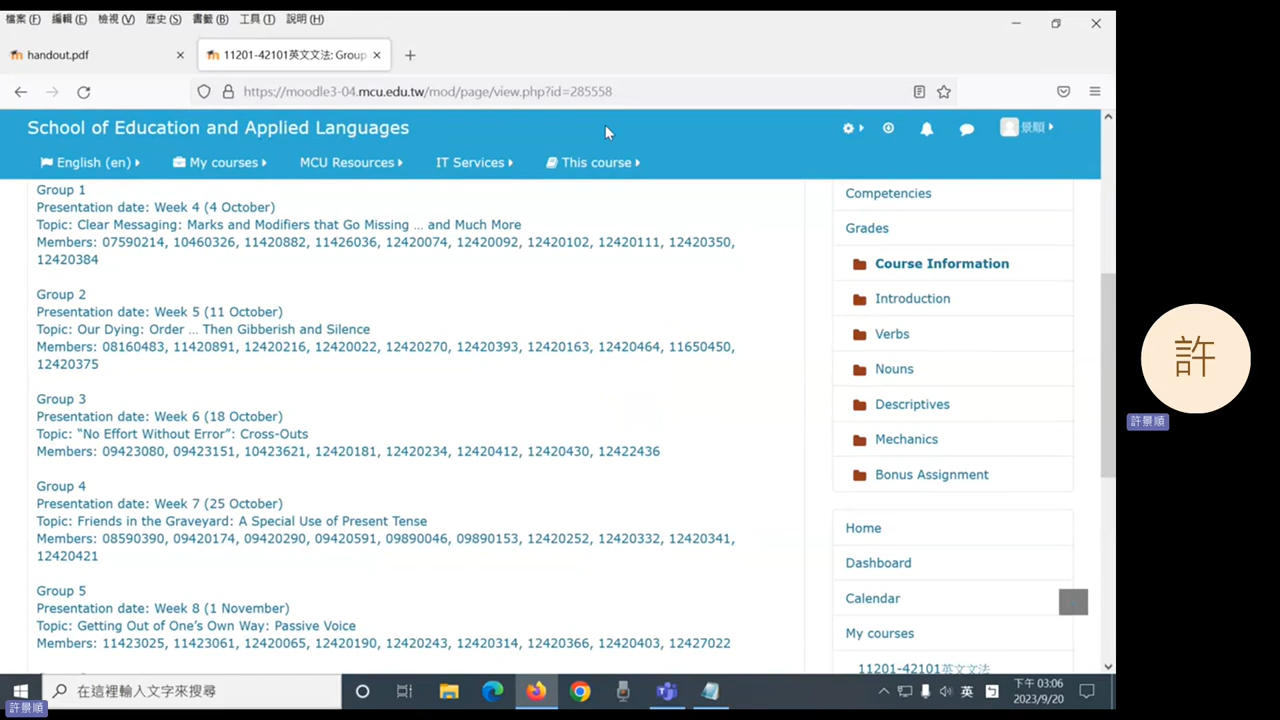 檔案(F) 編輯(E) 檢視(V) 歷史(S) 書籤(B) 工具(T) 說明(H)
handout.pdf
11201-42101英文文法: Group
https://moodle3-04.mcu.edu.tw/mod/page/view.php?id=285558
School of Education and Applied Languages
景順
English (en)
My courses
MCU Resources
IT Services
This course
Group 1
Presentation date: Week 4 (4 October)
Topic: Clear Messaging: Marks and Modifiers that Go Missing … and Much More
Members: 07590214, 10460326, 11420882, 11426036, 12420074, 12420092, 12420102, 12420111, 12420350,
12420384
Group 2
Presentation date: Week 5 (11 October)
Topic: Our Dying: Order … Then Gibberish and Silence
Members: 08160483, 11420891, 12420216, 12420022, 12420270, 12420393, 12420163, 12420464, 11650450,
12420375
Group 3
Presentation date: Week 6 (18 October)
Topic: “No Effort Without Error”: Cross-Outs
Members: 09423080, 09423151, 10423621, 12420181, 12420234, 12420412, 12420430, 12422436
Group 4
Presentation date: Week 7 (25 October)
Topic: Friends in the Graveyard: A Special Use of Present Tense
Members: 08590390, 09420174, 09420290, 09420591, 09890046, 09890153, 12420252, 12420332, 12420341,
12420421
Group 5
Presentation date: Week 8 (1 November)
Topic: Getting Out of One’s Own Way: Passive Voice
Members: 11423025, 11423061, 12420065, 12420190, 12420243, 12420314, 12420366, 12420403, 12427022
Competencies
Grades
Course Information
Introduction
Verbs
Nouns
Descriptives
Mechanics
Bonus Assignment
Home
Dashboard
Calendar
My courses
11201-42101英文文法
許
許景順
在這裡輸入文字來搜尋
英
下午 03:06
2023/9/20
許景順